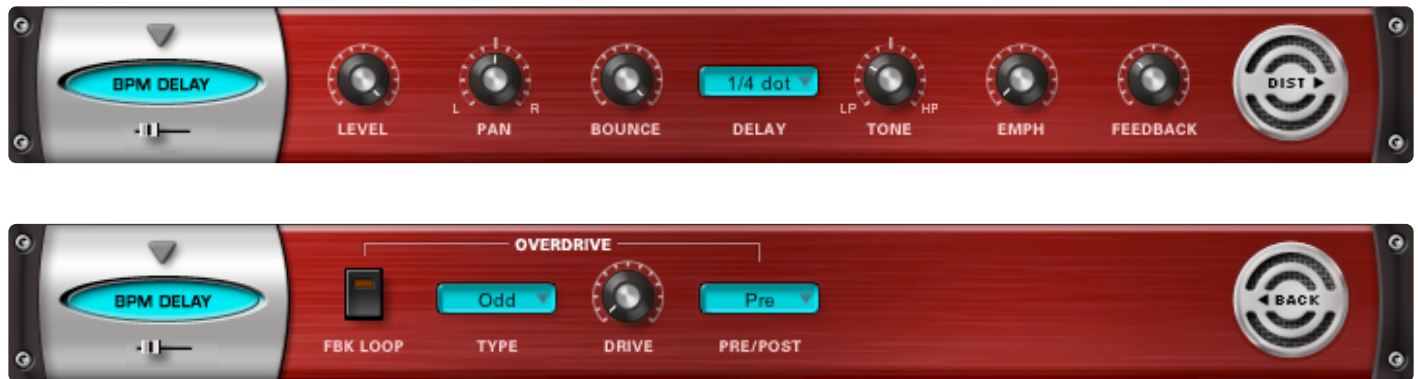 BPM DELAY
LEVEL
L PAN R
BOUNCE
1/4 dot
DELAY
LP TONE HP
EMPH
FEEDBACK
DIST ▶
BPM DELAY
OVERDRIVE
FBK LOOP
Odd
TYPE
DRIVE
Pre
PRE/POST
◀ BACK